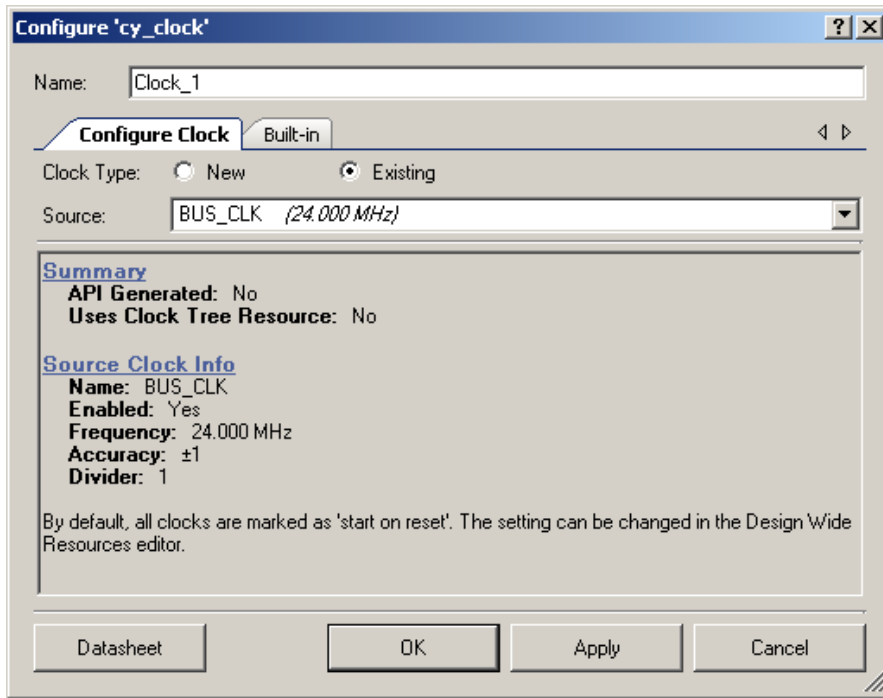 Configure 'cy_clock'
Name: Clock_1
Configure Clock Built-in
Clock Type: New Existing
Source: BUS_CLK (24.000 MHz)
Summary
API Generated: No
Uses Clock Tree Resource: No
Source Clock Info
Name: BUS_CLK
Enabled: Yes
Frequency: 24.000 MHz
Accuracy: ±1
Divider: 1
By default, all clocks are marked as 'start on reset'. The setting can be changed in the Design Wide
Resources editor.
Datasheet OK Apply Cancel